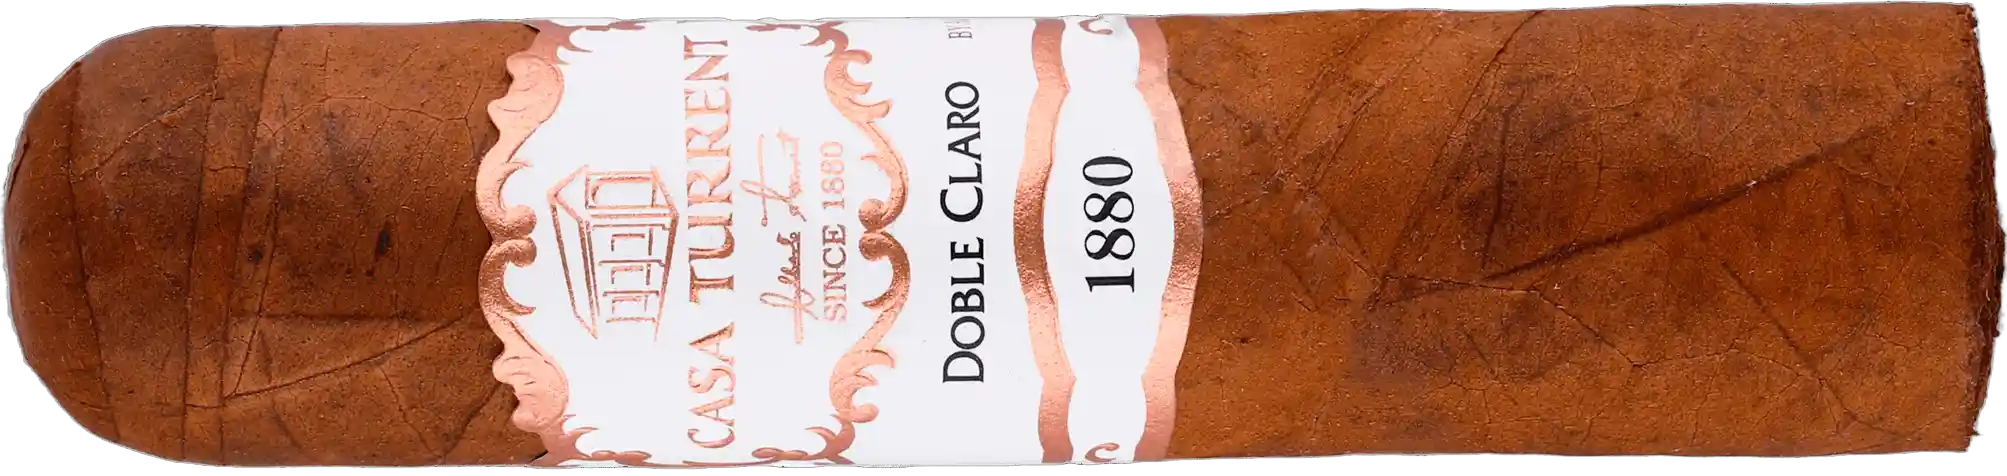 CASA TURRENT
SINCE 1880
DOBLE CLARO
1880